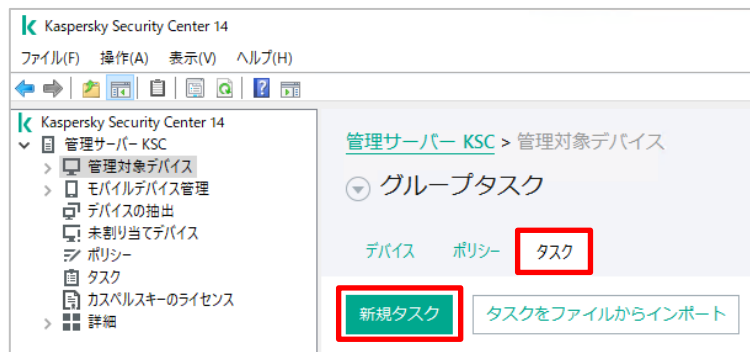 Kaspersky Security Center 14
ファイル(F) 操作(A) 表示(V) ヘルプ(H)
Kaspersky Security Center 14
管理サーバー KSC
管理対象デバイス
モバイルデバイス管理
デバイスの抽出
未割り当てデバイス
ポリシー
タスク
カスペルスキーのライセンス
詳細
管理サーバー KSC > 管理対象デバイス
グループタスク
デバイス ポリシー タスク
新規タスク タスクをファイルからインポート